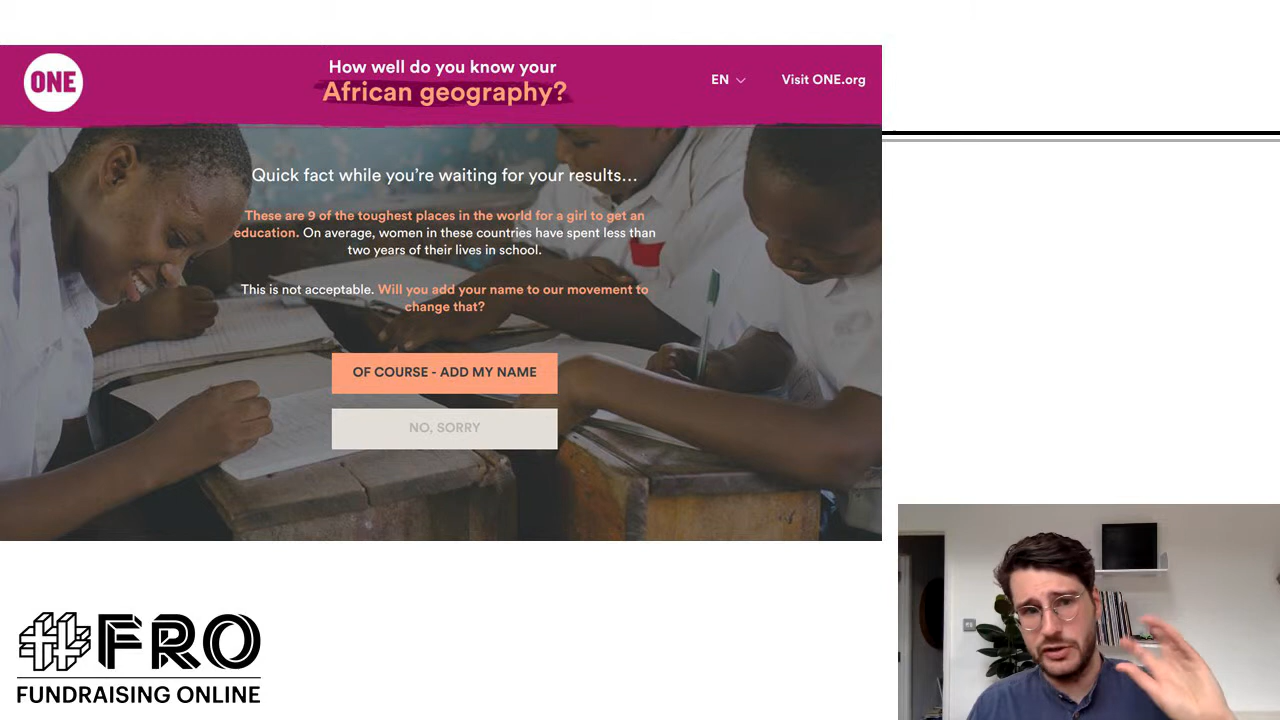 ONE
How well do you know your
African geography?
EN
Visit ONE.org
Quick fact while you're waiting for your results...
These are 9 of the toughest places in the world for a girl to get an
education. On average, women in these countries have spent less than
two years of their lives in school.
This is not acceptable. Will you add your name to our movement to
change that?
OF COURSE - ADD MY NAME
NO, SORRY
#FRO
FUNDRAISING ONLINE